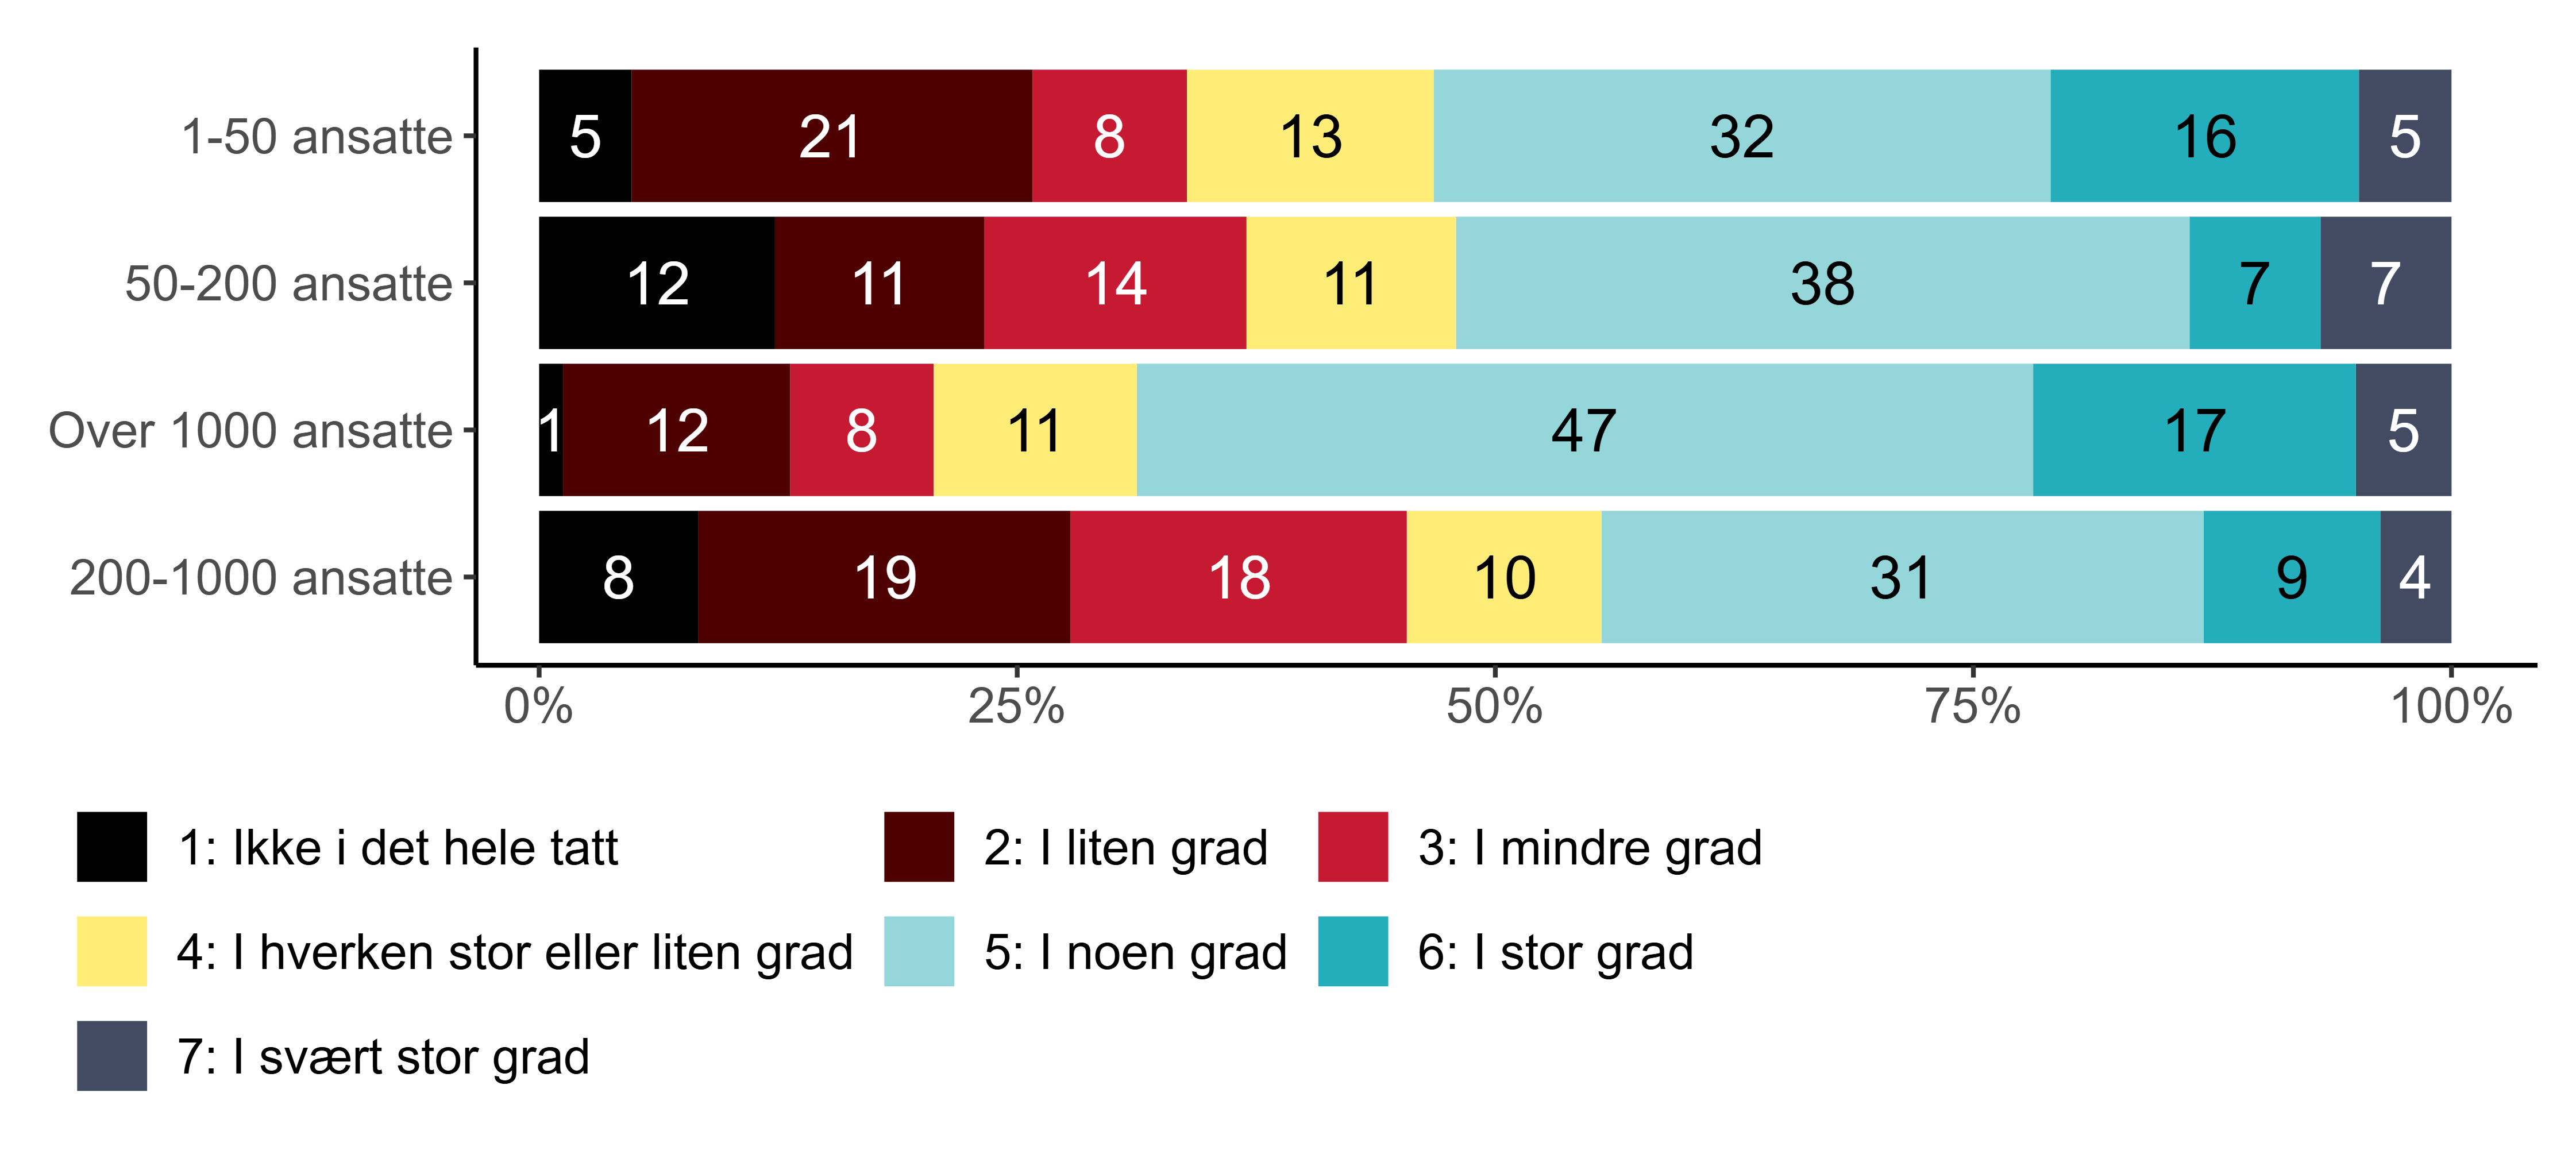 1-50 ansatte 5 21 8 13 32 16 5
50-200 ansatte 12 11 14 11 38 7 7
Over 1000 ansatte 1 12 8 11 47 17 5
200-1000 ansatte 8 19 18 10 31 9 4
0% 25% 50% 75% 100%
1: Ikke i det hele tatt 2: I liten grad 3: I mindre grad
4: I hverken stor eller liten grad 5: I noen grad 6: I stor grad
7: I svært stor grad